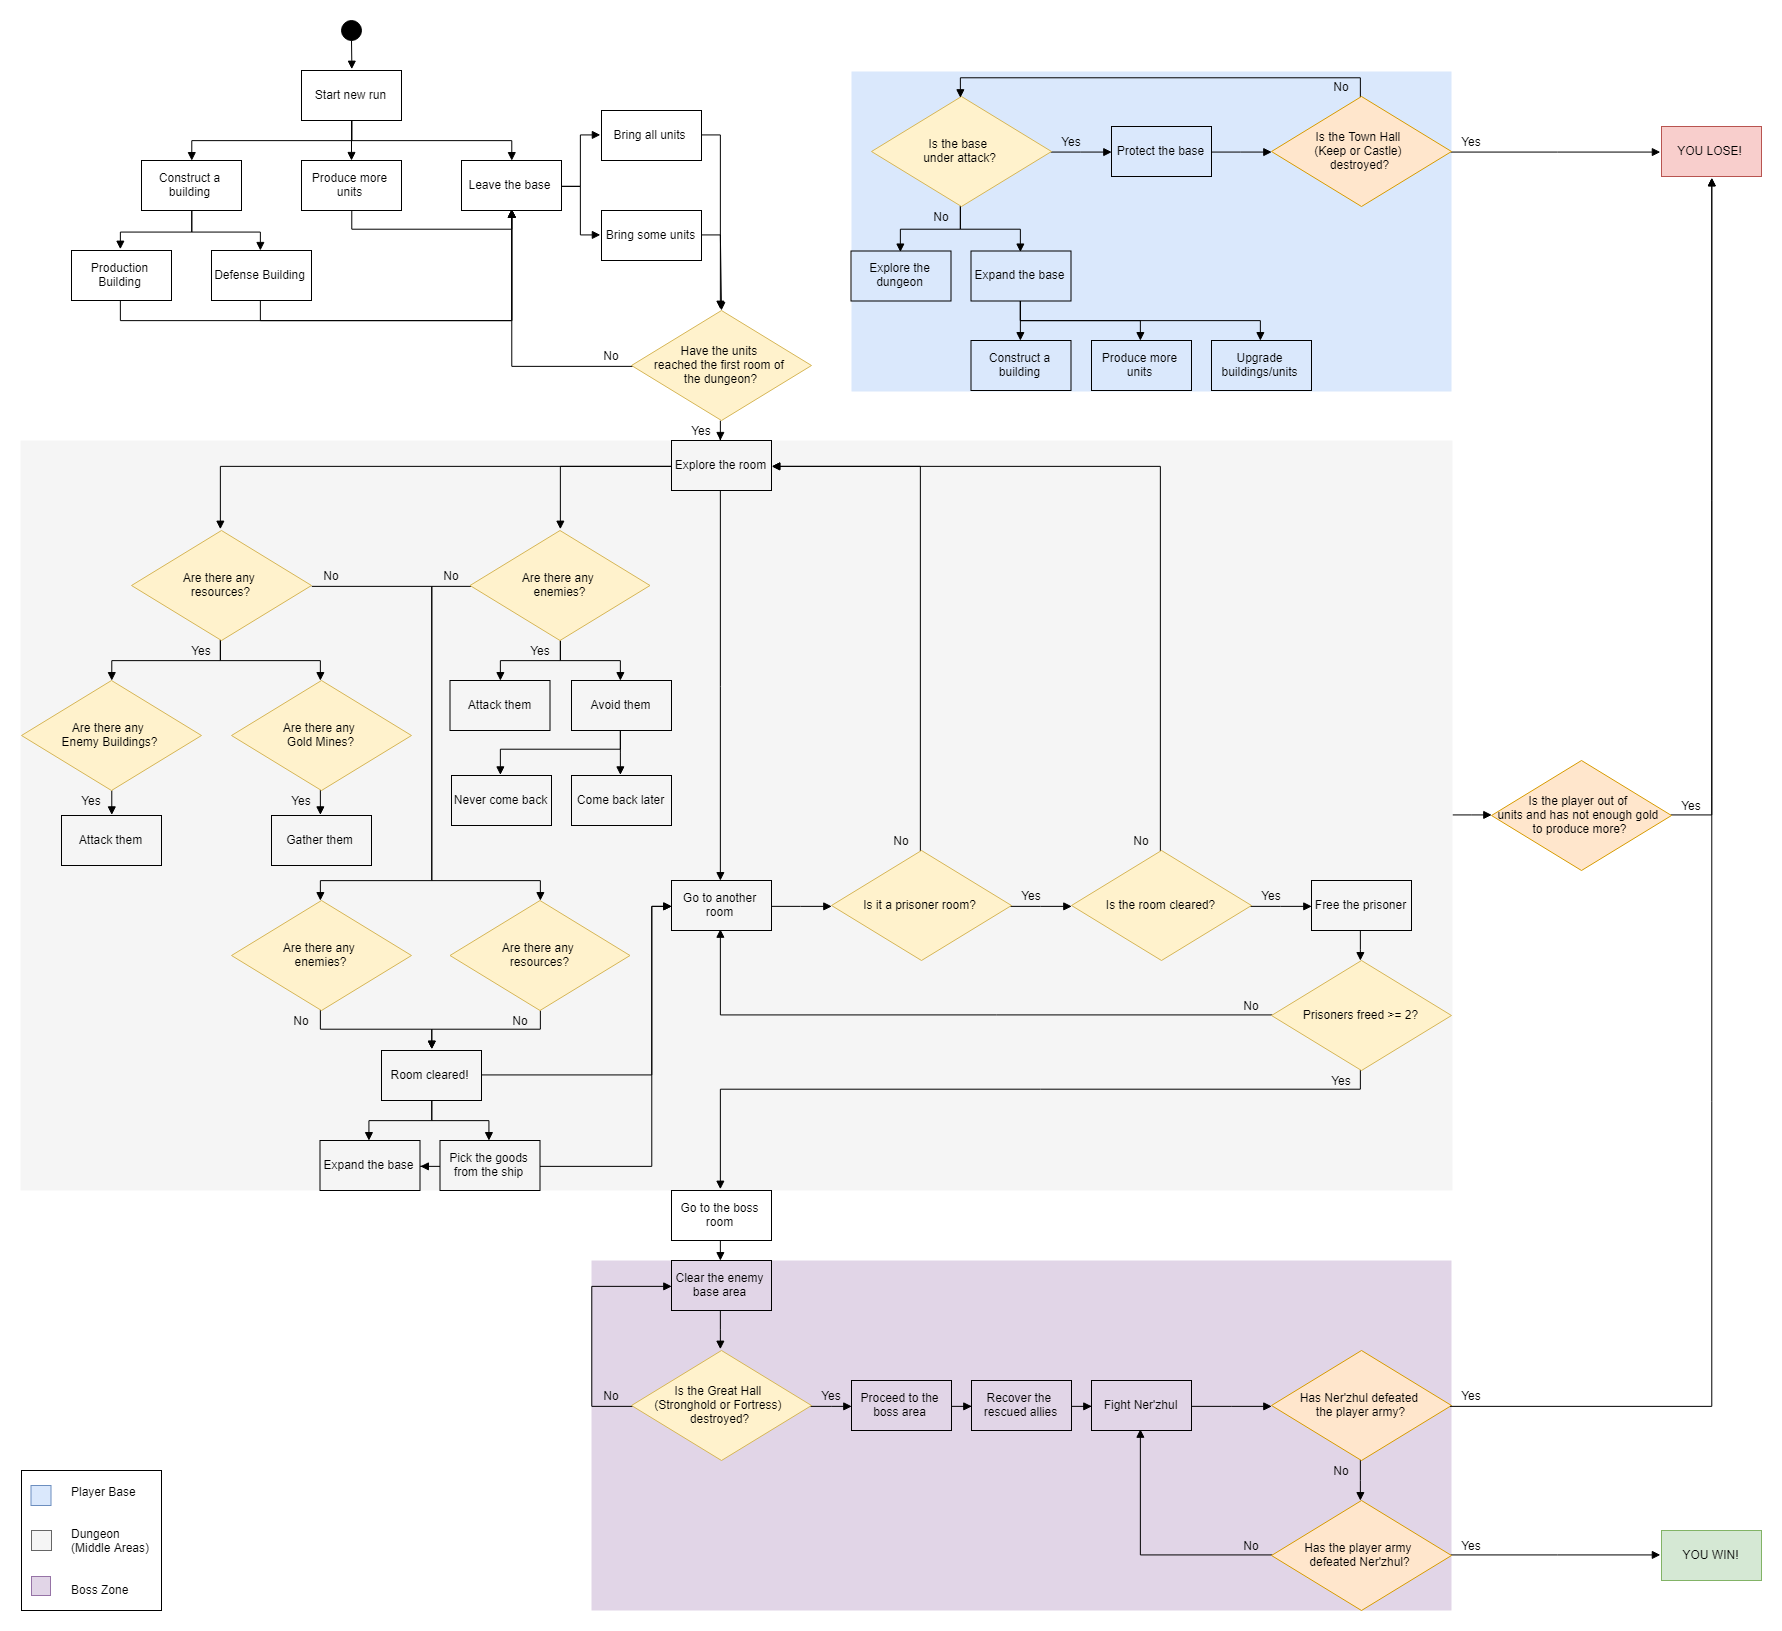 Start new run
Construct a
building
Produce more
units
Leave the base
Bring all units
Bring some units
Production
Building
Defense Building
No
Have the units
reached the first room of
the dungeon?
Yes
No
Is the base
under attack?
Yes
Protect the base
Is the Town Hall
(Keep or Castle)
destroyed?
Yes
YOU LOSE!
No
Explore the
dungeon
Expand the base
Construct a
building
Produce more
units
Upgrade
buildings/units
Explore the room
Are there any
resources?
No
No
Are there any
enemies?
Yes
Yes
Are there any
Enemy Buildings?
Are there any
Gold Mines?
Attack them
Avoid them
Yes
Yes
Never come back
Come back later
Attack them
Gather them
Is the player out of
units and has not enough gold
to produce more?
Yes
No
No
Go to another
room
Is it a prisoner room?
Yes
Is the room cleared?
Yes
Free the prisoner
Are there any
enemies?
Are there any
resources?
No
No
No
Prisoners freed >= 2?
Yes
Room cleared!
Expand the base
Pick the goods
from the ship
Go to the boss
room
Clear the enemy
base area
No
Is the Great Hall
(Stronghold or Fortress)
destroyed?
Yes
Proceed to the
boss area
Recover the
rescued allies
Fight Ner'zhul
Has Ner'zhul defeated
the player army?
Yes
No
No
Has the player army
defeated Ner'zhul?
Yes
YOU WIN!
Player Base
Dungeon
(Middle Areas)
Boss Zone